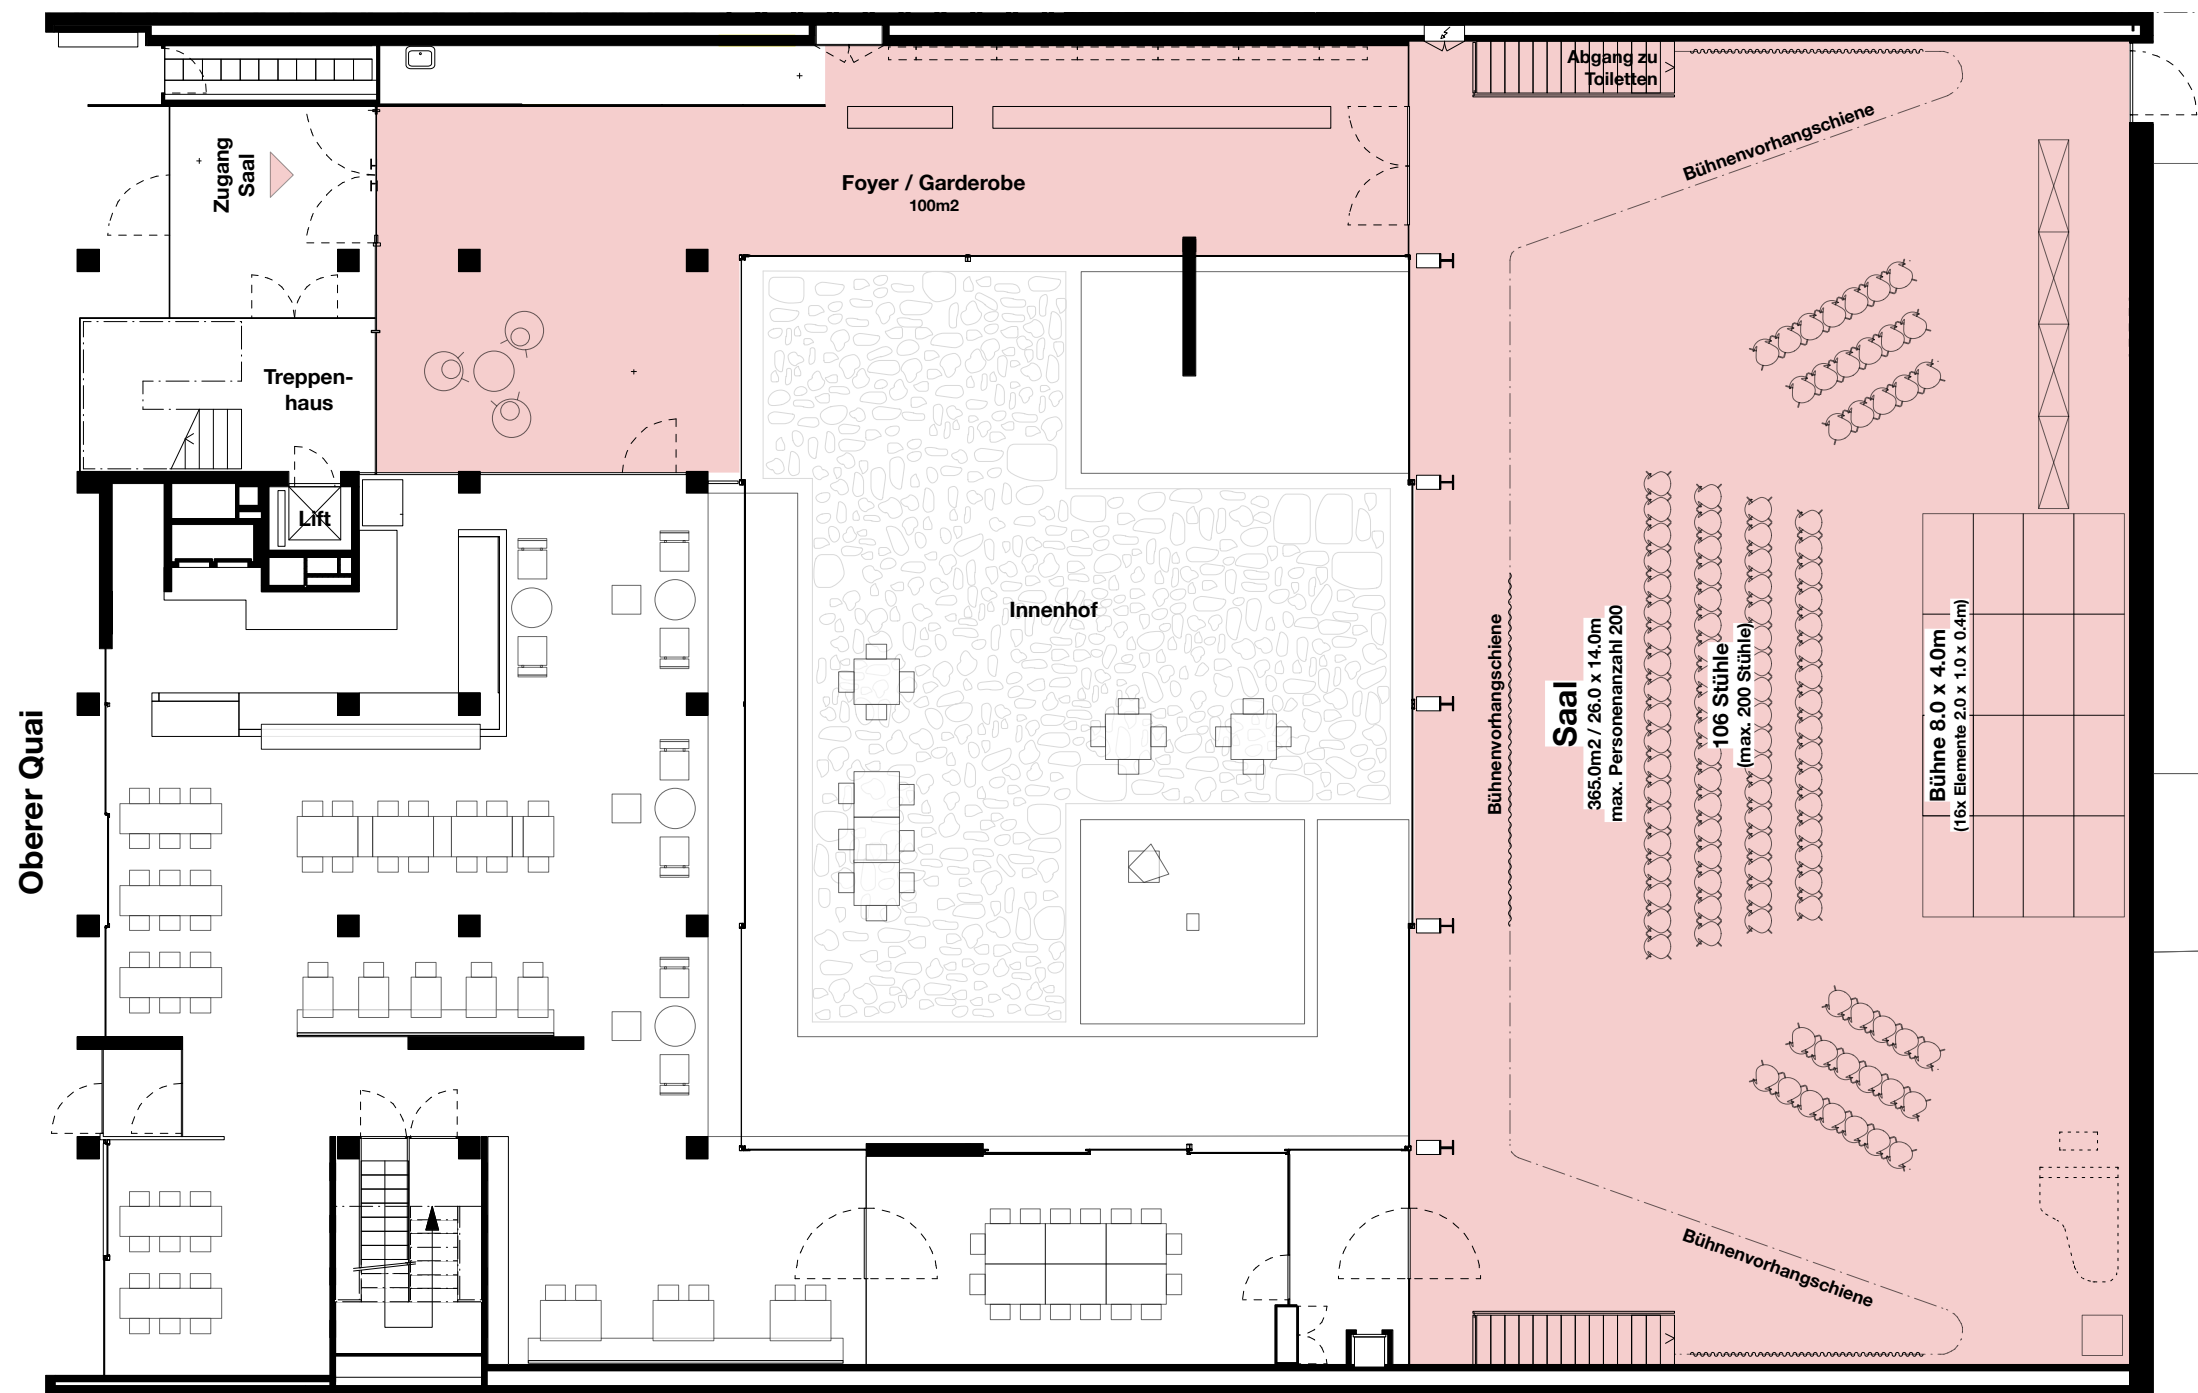 Abgang zu
Toiletten
Bühnenvorhangschiene
Zugang
Saal
Foyer / Garderobe
100m2
Treppen-
haus
Lift
Innenhof
Oberer Quai
Bühnenvorhangschiene
Saal
365.0m2 / 26.0 x 14.0m
max. Personenanzahl 200
106 Stühle
(max. 200 Stühle)
Bühne 8.0 x 4.0m
(16x Elemente 2.0 x 1.0 x 0.4m)
Bühnenvorhangschiene